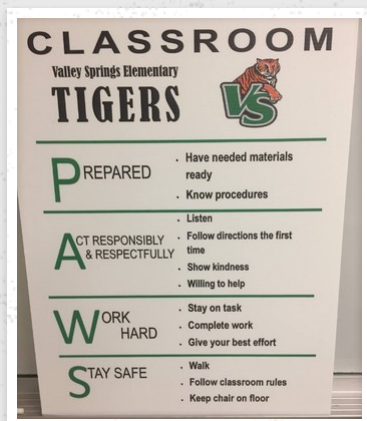 CLASSROOM
Valley Springs Elementary
TIGERS
VS
PREPARED
• Have needed materials
ready
• Know procedures
ACT RESPONSIBLY
& RESPECTFULLY
• Listen
• Follow directions the first
time
• Show kindness
• Willing to help
WORK
HARD
• Stay on task
• Complete work
• Give your best effort
STAY SAFE
• Walk
• Follow classroom rules
• Keep chair on floor